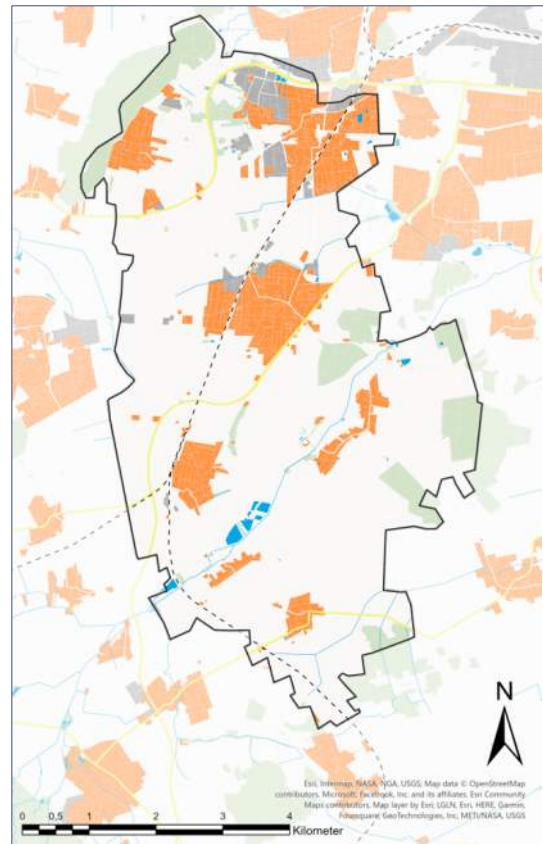 N
Esri, Intermap, NASA, NGA, USGS; Map data © OpenStreetMap
contributors, Microsoft, Facebook, Inc. and its affiliates, Esri Community
Maps contributors, Map layer by Esri; LGLN, Esri, HERE, Garmin,
Foursquare, GeoTechnologies, Inc, METI/NASA, USGS
0 0,5 1 2 3 4
Kilometer